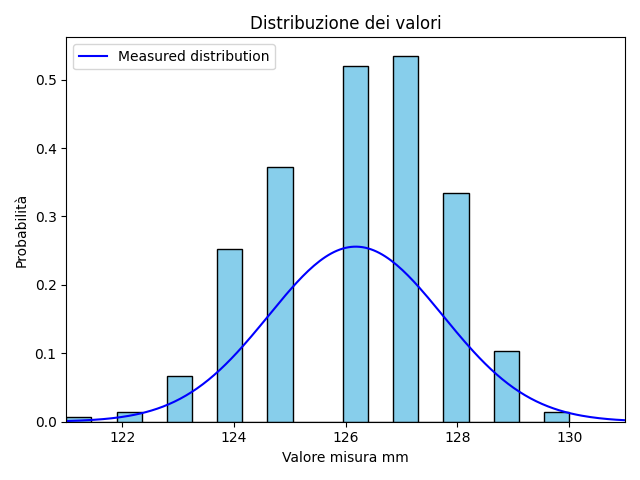 Distribuzione dei valori
Measured distribution
Probabilità
0.5
0.4
0.3
0.2
0.1
0.0
122 124 126 128 130
Valore misura mm